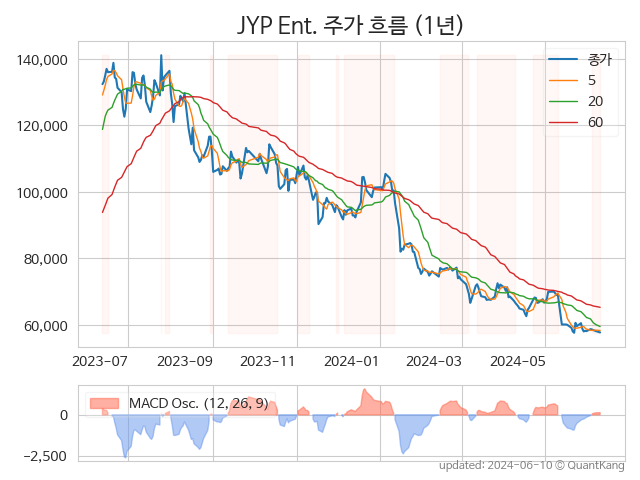 JYP Ent. 주가 흐름 (1년)
140,000
120,000
100,000
80,000
60,000
종가
5
20
60
2023-07 2023-09 2023-11 2024-01 2024-03 2024-05
MACD Osc. (12, 26, 9)
0
−2,500
updated: 2024-06-10 © QuantKang